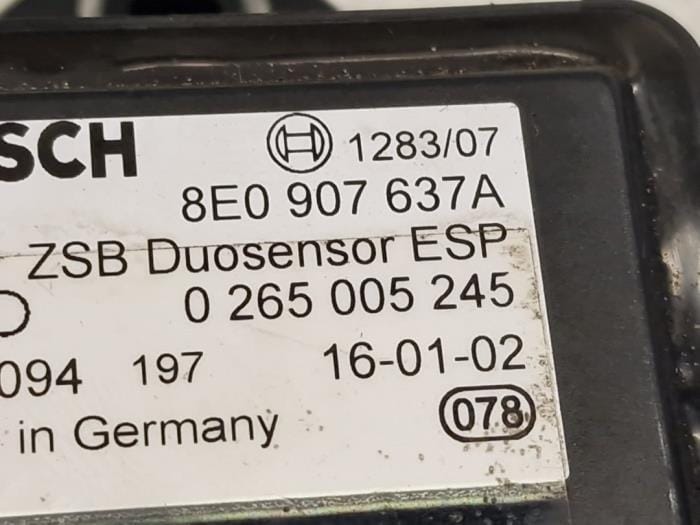 SCH 1283/07
8E0 907 637A
ZSB Duosensor ESP
0 265 005 245
094 197 16-01-02
in Germany 078